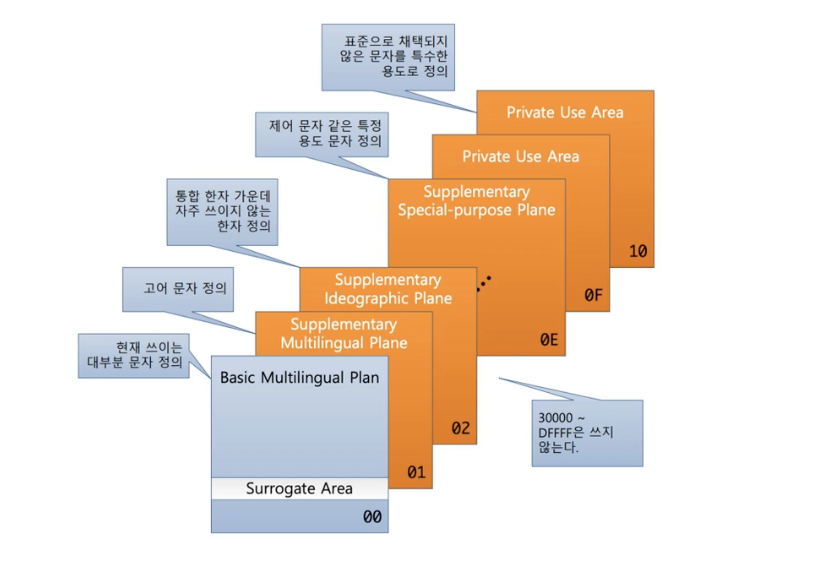 표준으로 채택되지
않은 문자를 특수한
용도로 정의
Private Use Area
10
제어 문자 같은 특정
용도 문자 정의
Private Use Area
0F
Supplementary
Special-purpose Plane
0E
통합 한자 가운데
자주 쓰이지 않는
한자 정의
Supplementary
Ideographic Plane
02
고어 문자 정의
Supplementary
Multilingual Plane
01
현재 쓰이는
대부분 문자 정의
Basic Multilingual Plan
Surrogate Area
00
30000 ~
DFFFF은 쓰지
않는다.